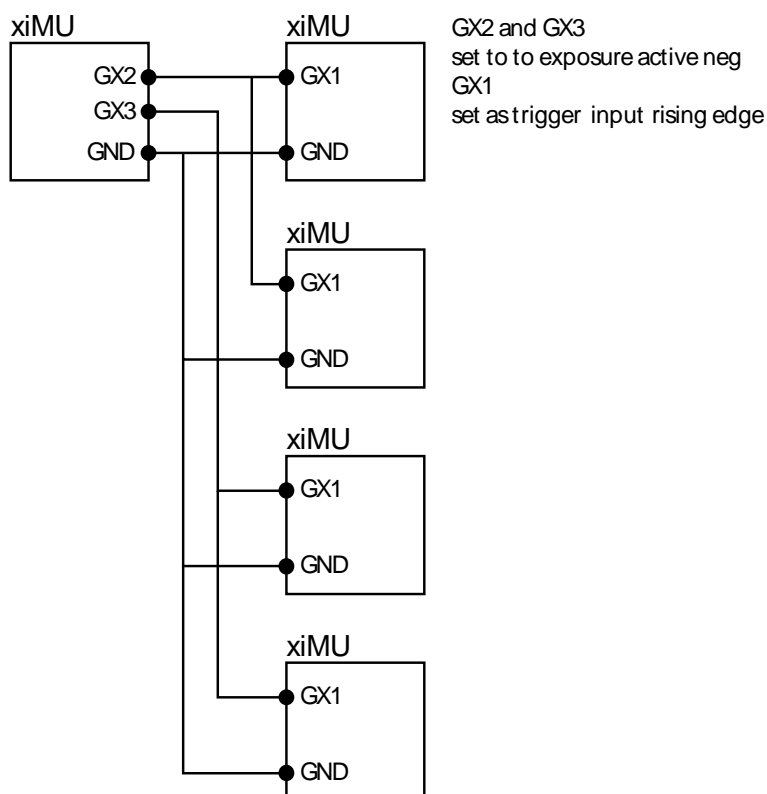 xiMU
GX2
GX3
GND
xiMU
GX1
GND
GX2 and GX3
set to to exposure active neg
GX1
set as trigger input rising edge
xiMU
GX1
GND
xiMU
GX1
GND
xiMU
GX1
GND